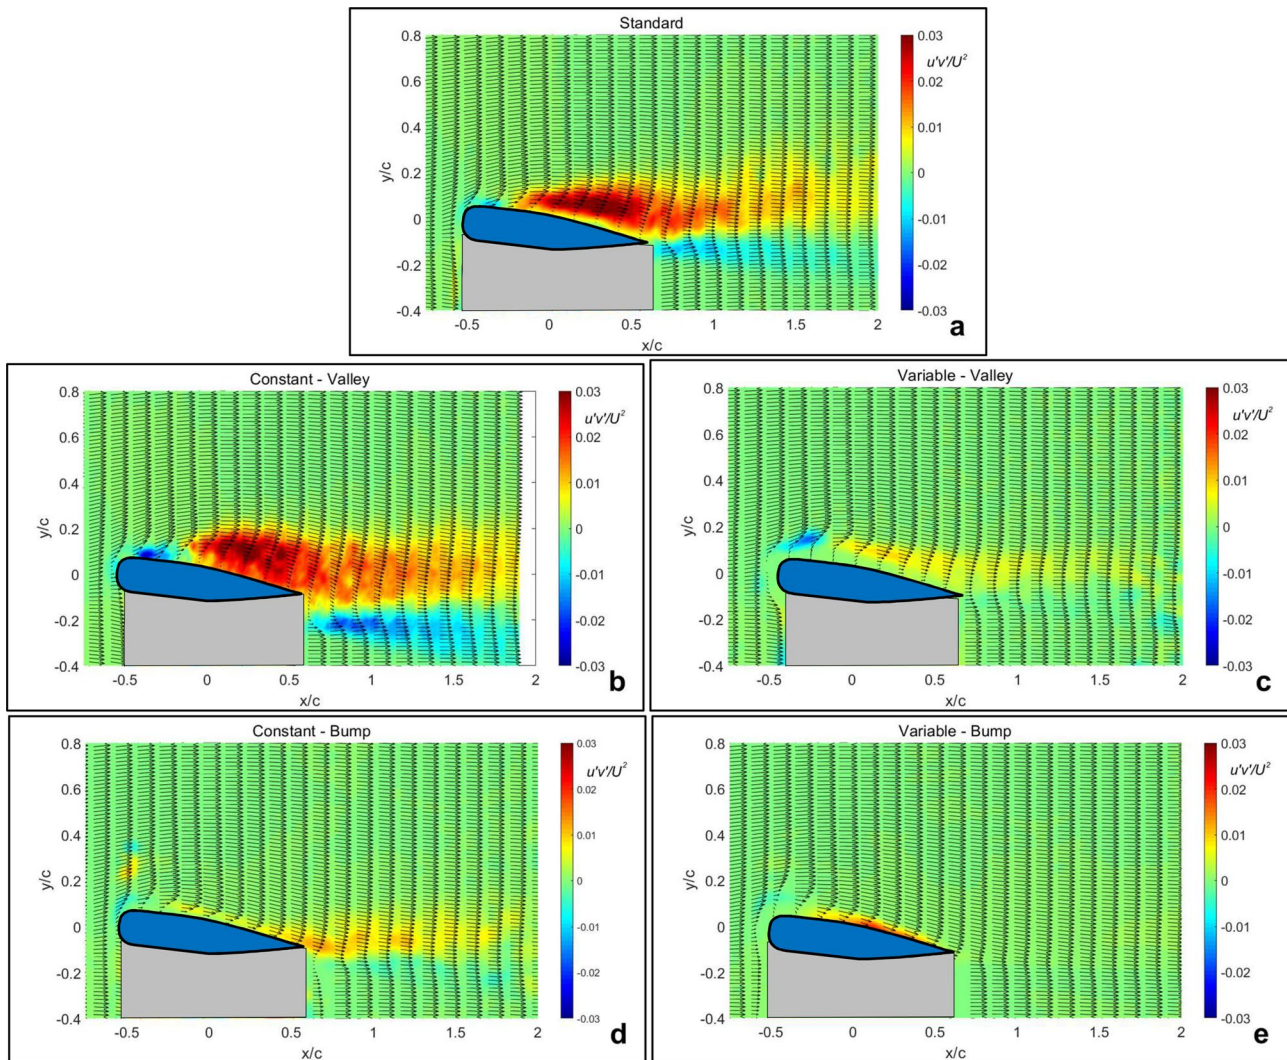 Standard
0.8
0.6
0.4
0.2
0
-0.2
-0.4
y/c
-0.5 0 0.5 1 1.5 2
x/c
0.03
0.02
0.01
0
-0.01
-0.02
-0.03
u'v'/U²
a
Constant - Valley
0.8
0.6
0.4
0.2
0
-0.2
-0.4
y/c
-0.5 0 0.5 1 1.5 2
x/c
0.03
0.02
0.01
0
-0.01
-0.02
-0.03
u'v'/U²
b
Variable - Valley
0.8
0.6
0.4
0.2
0
-0.2
-0.4
y/c
-0.5 0 0.5 1 1.5 2
x/c
0.03
0.02
0.01
0
-0.01
-0.02
-0.03
u'v'/U²
c
Constant - Bump
0.8
0.6
0.4
0.2
0
-0.2
-0.4
y/c
-0.5 0 0.5 1 1.5 2
x/c
0.03
0.02
0.01
0
-0.01
-0.02
-0.03
u'v'/U²
d
Variable - Bump
0.8
0.6
0.4
0.2
0
-0.2
-0.4
y/c
-0.5 0 0.5 1 1.5 2
x/c
0.03
0.02
0.01
0
-0.01
-0.02
-0.03
u'v'/U²
e